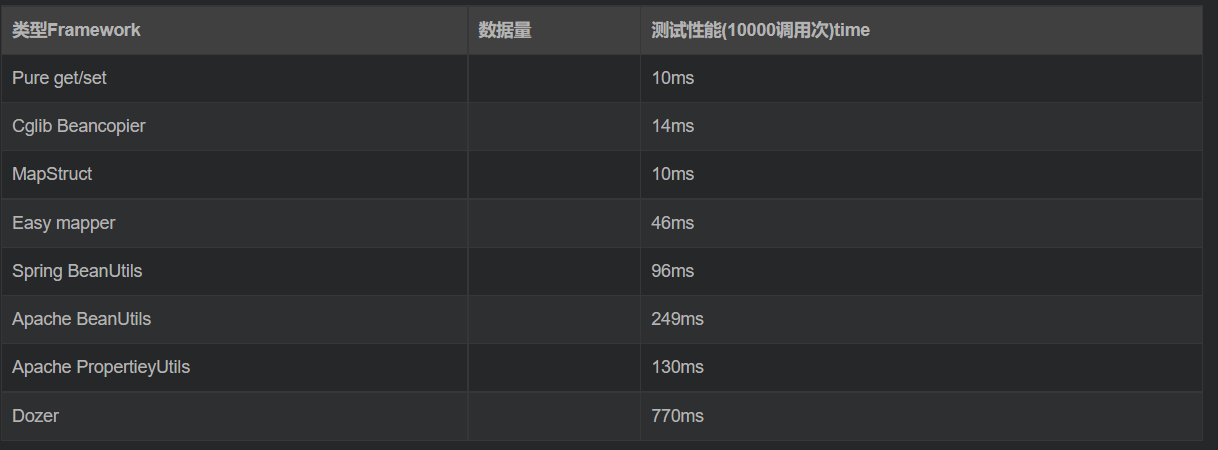 类型Framework 数据量 测试性能(10000调用次)time
Pure get/set 10ms
Cglib Beancopier 14ms
MapStruct 10ms
Easy mapper 46ms
Spring BeanUtils 96ms
Apache BeanUtils 249ms
Apache PropertieyUtils 130ms
Dozer 770ms